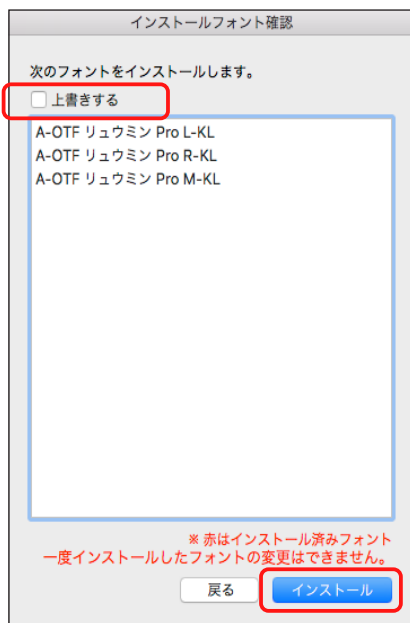 インストールフォント確認
次のフォントをインストールします。
上書きする
A-OTF リュウミン Pro L-KL
A-OTF リュウミン Pro R-KL
A-OTF リュウミン Pro M-KL
※ 赤はインストール済みフォント
一度インストールしたフォントの変更はできません。
戻る
インストール